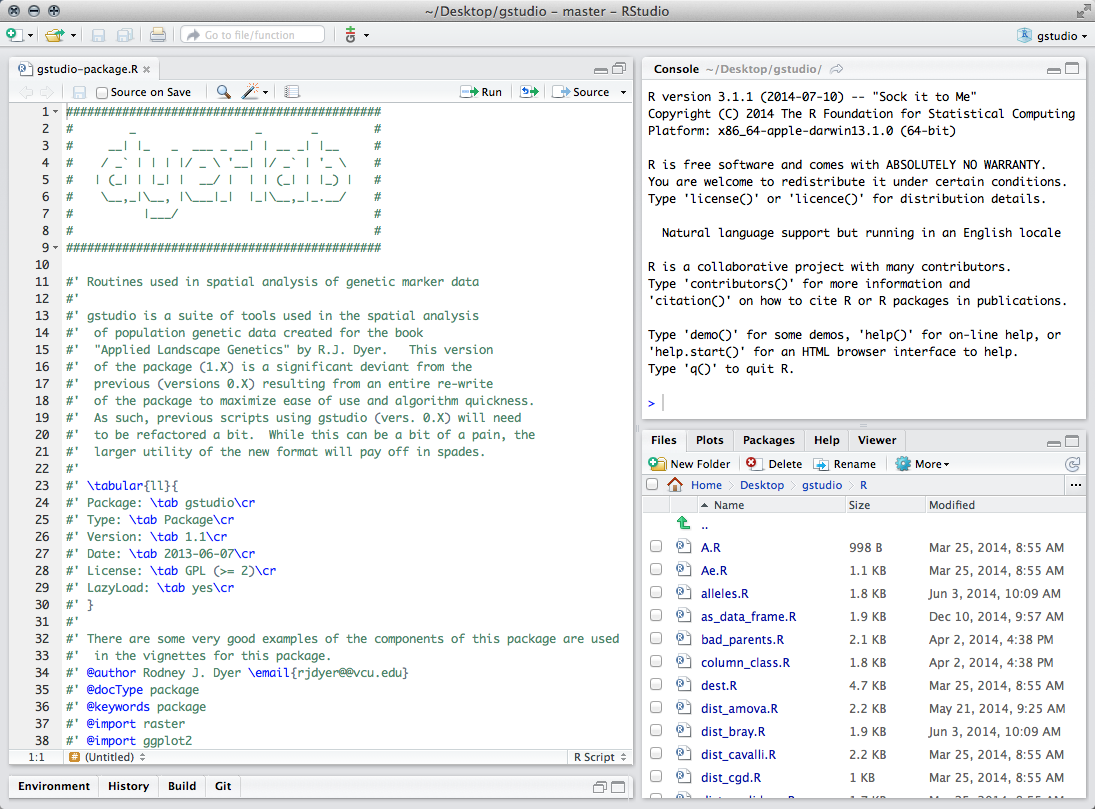 ~/Desktop/gstudio - master - RStudio
Go to file/function
gstudio
gstudio-package.R
Source on Save
Run
Source
1 #############################################
2 #        _                 _       _        #
3 #     __| |_   _  ___ _ __| | __ _| |__     #
4 #    / _` | | | |/ _ \ '__| |/ _` | '_ \    #
5 #   | (_| | |_| |  __/ |  | | (_| | |_) |   #
6 #    \__,_|\__, |\___|_|  |_|\__,_|_.__/    #
7 #          |___/                            #
8 #                                           #
9 #############################################
10
11 #' Routines used in spatial analysis of genetic marker data
12 #'
13 #' gstudio is a suite of tools used in the spatial analysis
14 #'  of population genetic data created for the book
15 #'  "Applied Landscape Genetics" by R.J. Dyer.   This version
16 #'  of the package (1.X) is a significant deviant from the
17 #'  previous (versions 0.X) resulting from an entire re-write
18 #'  of the package to maximize ease of use and algorithm quickness.
19 #'  As such, previous scripts using gstudio (vers. 0.X) will need
20 #'  to be refactored a bit.  While this can be a bit of a pain, the
21 #'  larger utility of the new format will pay off in spades.
22 #'
23 #' \tabular{ll}{
24 #' Package: \tab gstudio\cr
25 #' Type: \tab Package\cr
26 #' Version: \tab 1.1\cr
27 #' Date: \tab 2013-06-07\cr
28 #' License: \tab GPL (>= 2)\cr
29 #' LazyLoad: \tab yes\cr
30 #' }
31 #'
32 #' There are some very good examples of the components of this package are used
33 #'  in the vignettes for this package.
34 #' @author Rodney J. Dyer \email{rjdyer@@vcu.edu}
35 #' @docType package
36 #' @keywords package
37 #' @import raster
38 #' @import ggplot2
1:1 # (Untitled) R Script
Environment History Build Git
Console ~/Desktop/gstudio/
R version 3.1.1 (2014-07-10) -- "Sock it to Me"
Copyright (C) 2014 The R Foundation for Statistical Computing
Platform: x86_64-apple-darwin13.1.0 (64-bit)
R is free software and comes with ABSOLUTELY NO WARRANTY.
You are welcome to redistribute it under certain conditions.
Type 'license()' or 'licence()' for distribution details.
Natural language support but running in an English locale
R is a collaborative project with many contributors.
Type 'contributors()' for more information and
'citation()' on how to cite R or R packages in publications.
Type 'demo()' for some demos, 'help()' for on-line help, or
'help.start()' for an HTML browser interface to help.
Type 'q()' to quit R.
>
Files Plots Packages Help Viewer
New Folder Delete Rename More
Home Desktop gstudio R ...
Name Size Modified
..
A.R 998 B Mar 25, 2014, 8:55 AM
Ae.R 1.1 KB Mar 25, 2014, 8:55 AM
alleles.R 1.8 KB Jun 3, 2014, 10:09 AM
as_data_frame.R 1.9 KB Dec 10, 2014, 9:57 AM
bad_parents.R 2.1 KB Apr 2, 2014, 4:38 PM
column_class.R 1.8 KB Apr 2, 2014, 4:38 PM
dest.R 4.7 KB Mar 25, 2014, 8:55 AM
dist_amova.R 2.2 KB May 21, 2014, 9:25 AM
dist_bray.R 1.9 KB Jun 3, 2014, 10:09 AM
dist_cavalli.R 2.2 KB Mar 25, 2014, 8:55 AM
dist_cgd.R 1 KB Mar 25, 2014, 8:55 AM